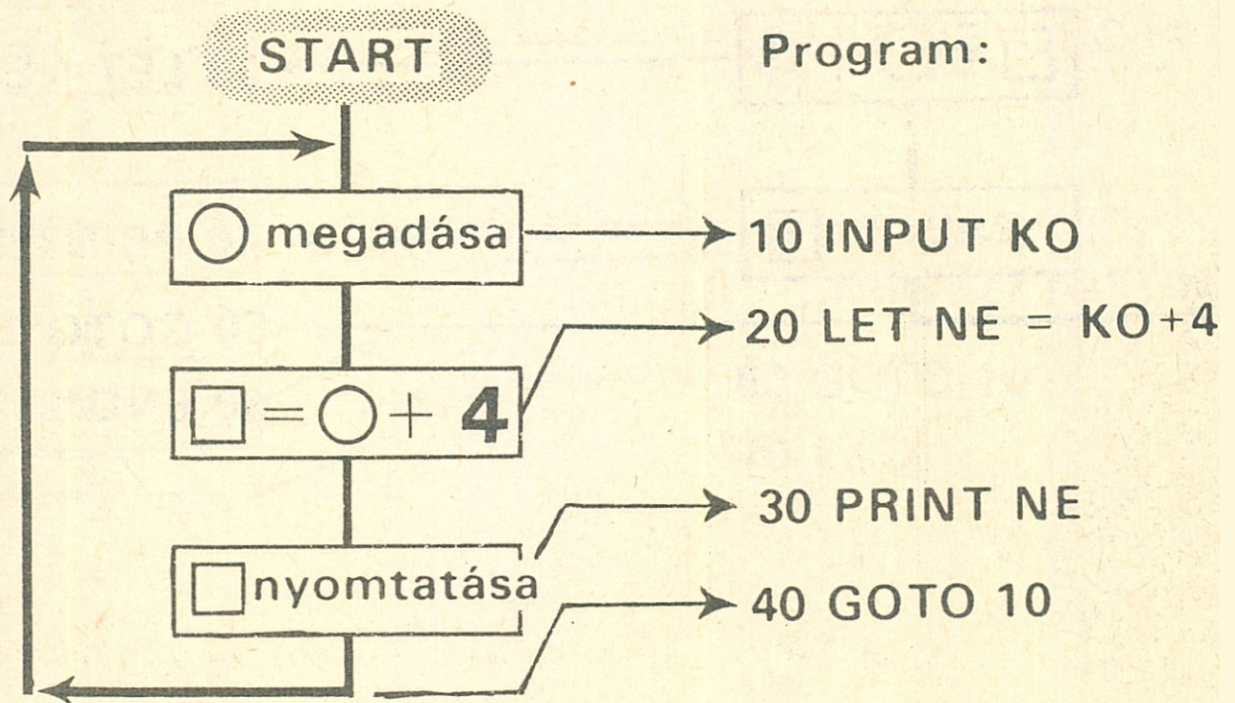 START
Program:
○ megadása
10 INPUT KO
20 LET NE = KO+4
□ = ○ + 4
30 PRINT NE
□ nyomtatása
40 GOTO 10